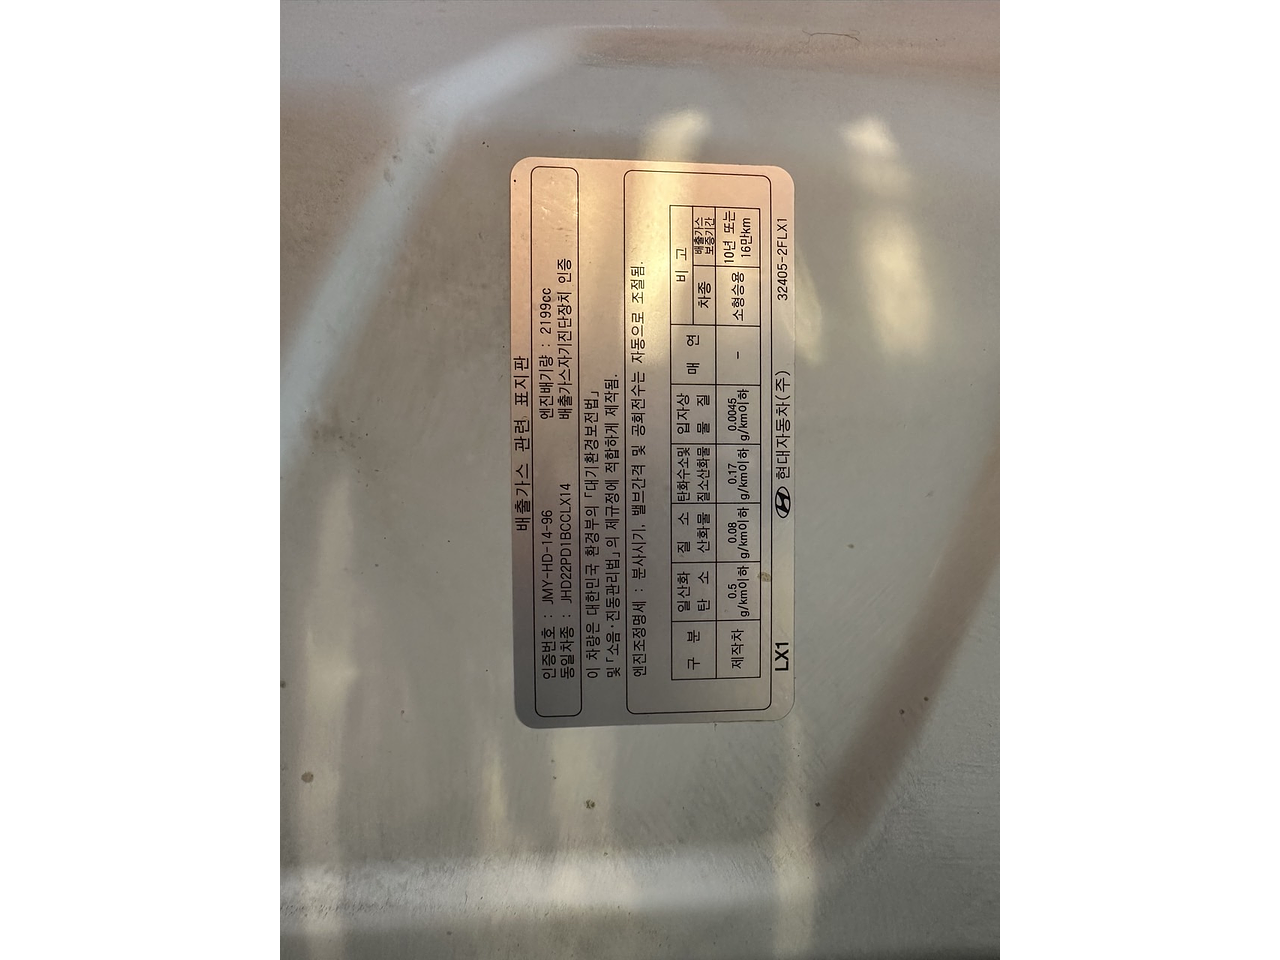 배출가스 관련 표지판
인증번호 : JMY-HD-14-96 엔진배기량 : 2199cc
동일차종 : JHD22PD1BCCLX14 배출가스자기진단장치 인증
이 차량은 대한민국 환경부의 「대기환경보전법」
및 「소음·진동관리법」의 제규정에 적합하게 제작됨.
엔진조정명세 : 분사시기, 밸브간격 및 공회전수는 자동으로 조절됨.
구 분 일산화 탄 소 질 소 산화물 탄화수소및 질소산화물 입자상 물 질 매 연 비 고
차종 배출가스 보증기간
제작차 0.5 g/km이하 0.08 g/km이하 0.17 g/km이하 0.0045 g/km이하 - 소형승용 10년 또는 16만km
LX1 현대자동차(주) 32405-2FLX1